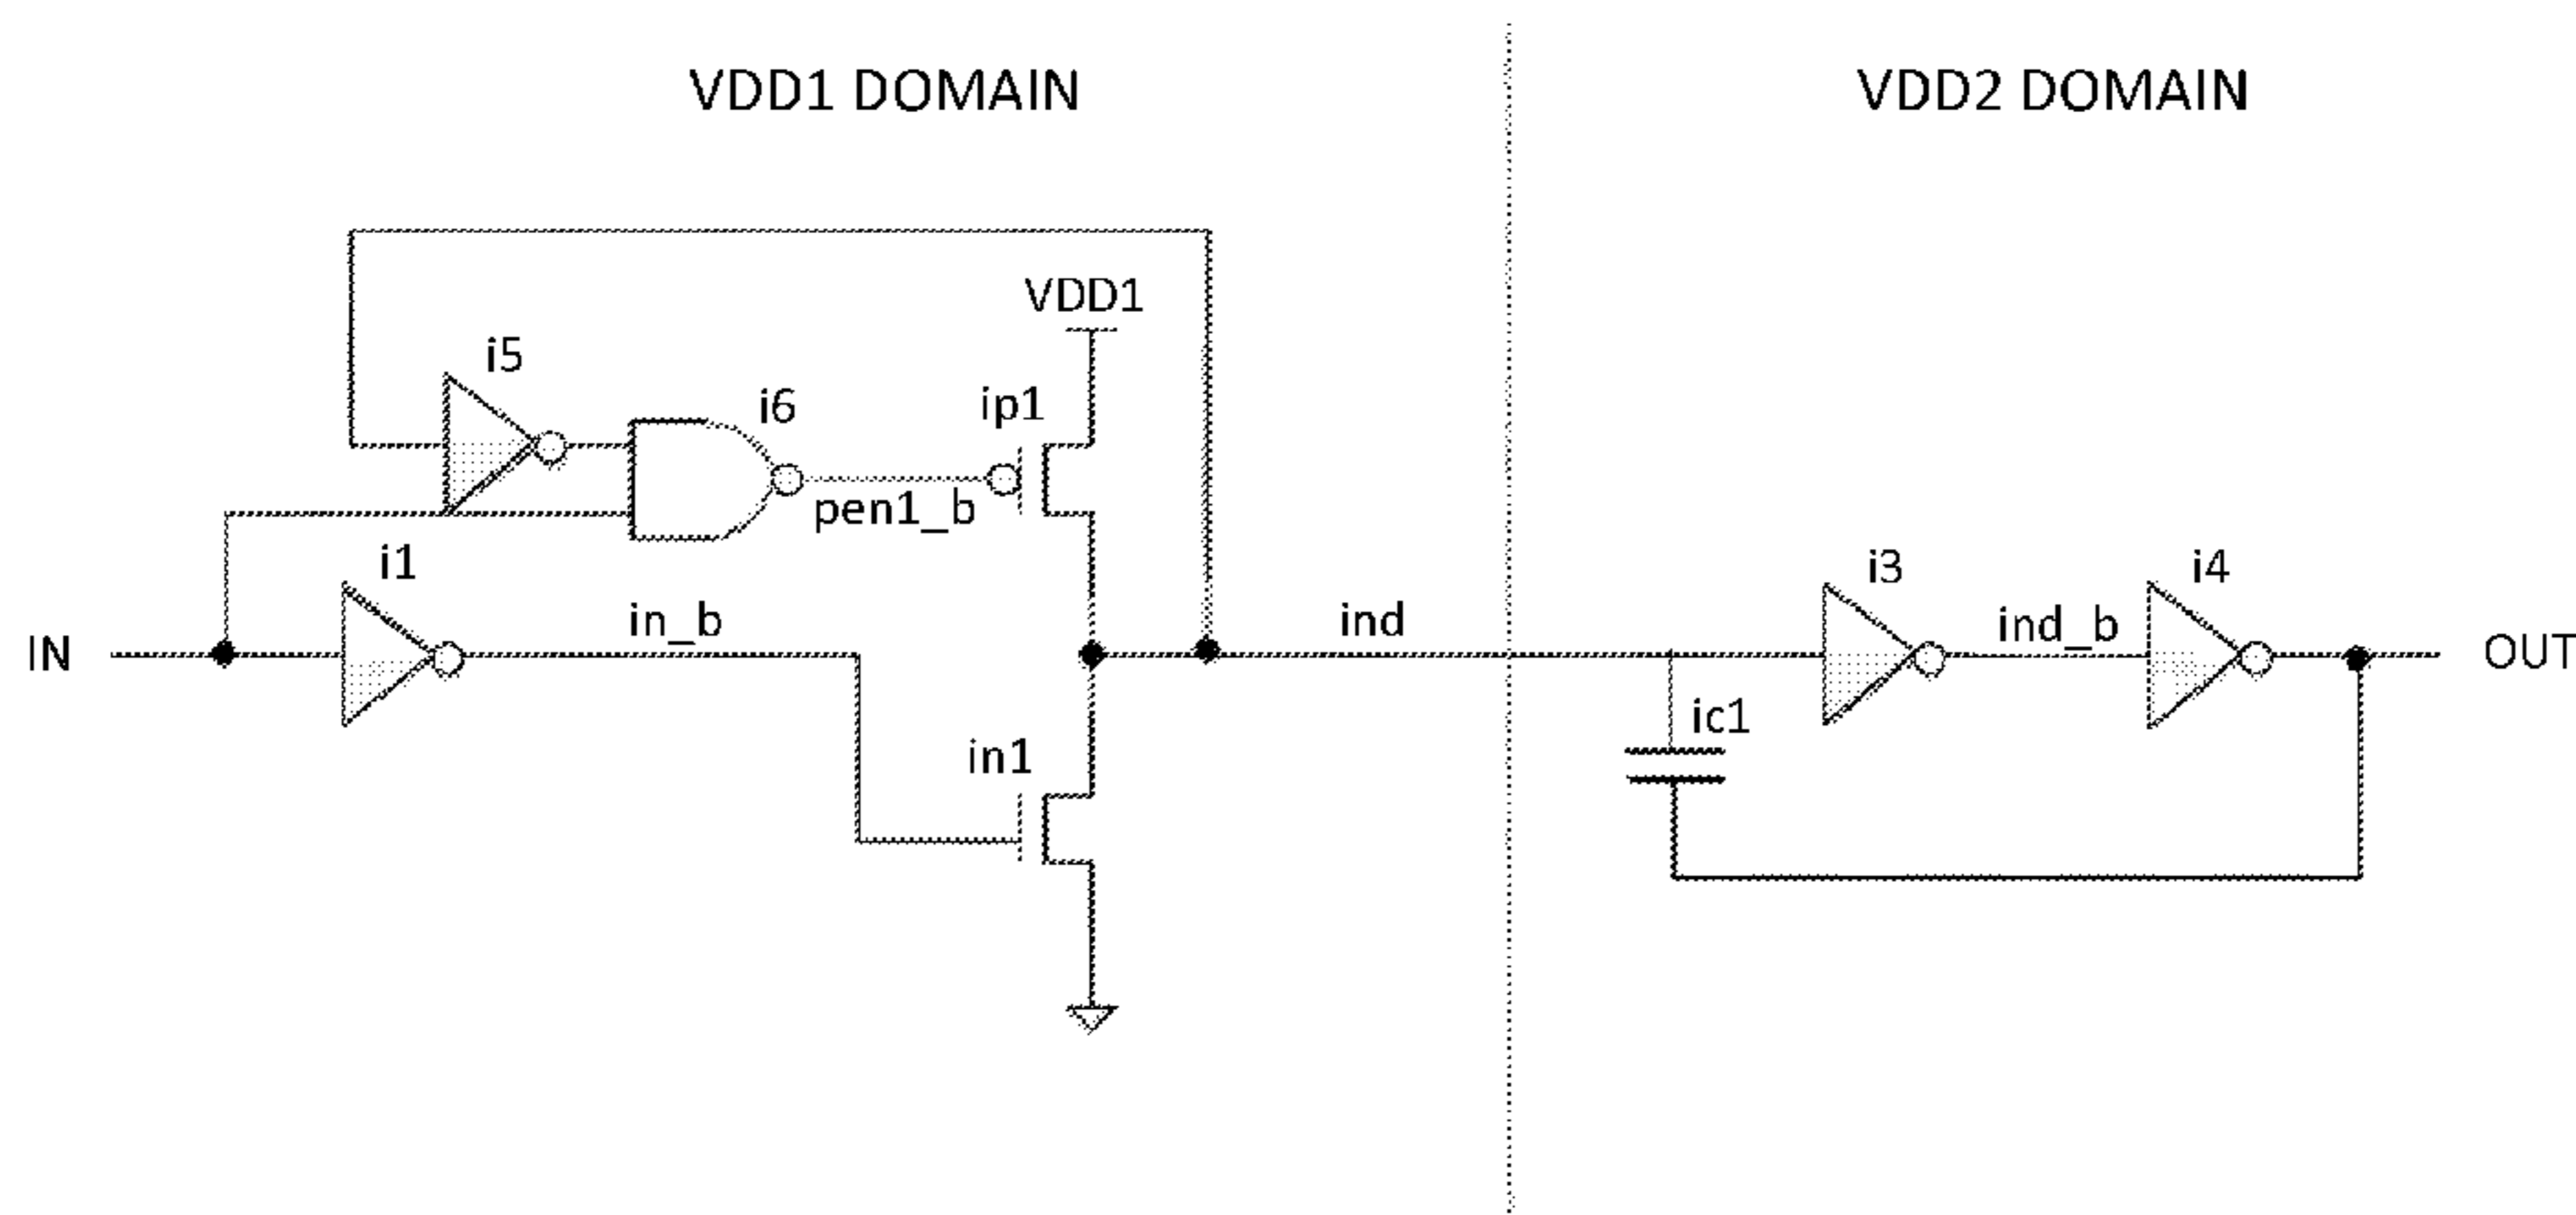 VDD1 DOMAIN
VDD2 DOMAIN
VDD1
i5
i6
ip1
pen1_b
i1
i3
i4
IN
in_b
ind
ind_b
OUT
ic1
in1